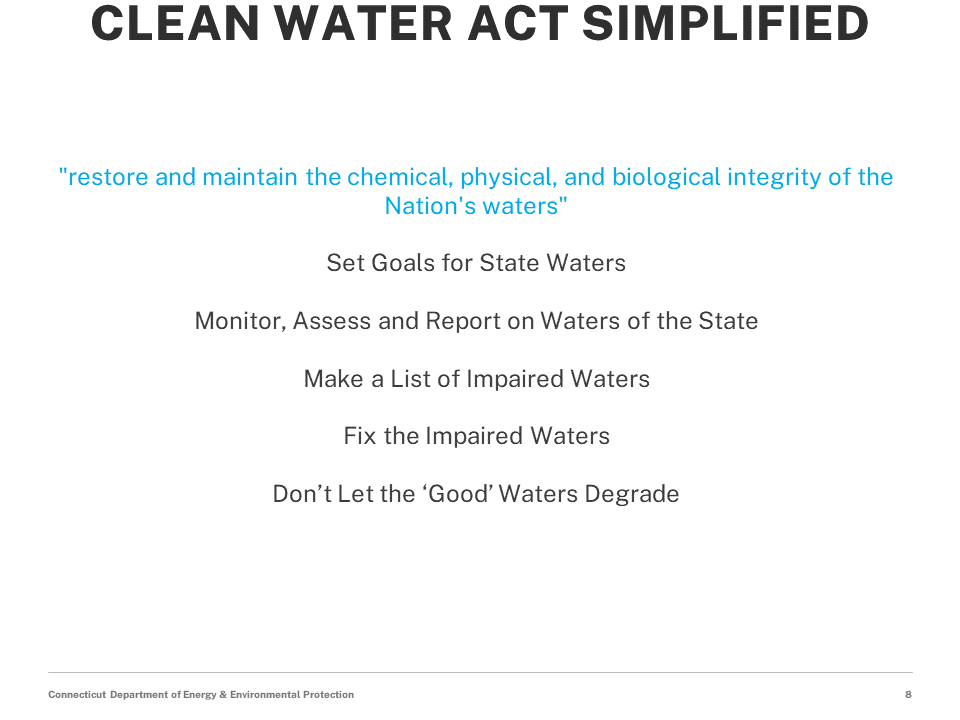 CLEAN WATER ACT SIMPLIFIED
"restore and maintain the chemical, physical, and biological integrity of the
Nation's waters"
Set Goals for State Waters
Monitor, Assess and Report on Waters of the State
Make a List of Impaired Waters
Fix the Impaired Waters
Don’t Let the ‘Good’ Waters Degrade
Connecticut Department of Energy & Environmental Protection
8